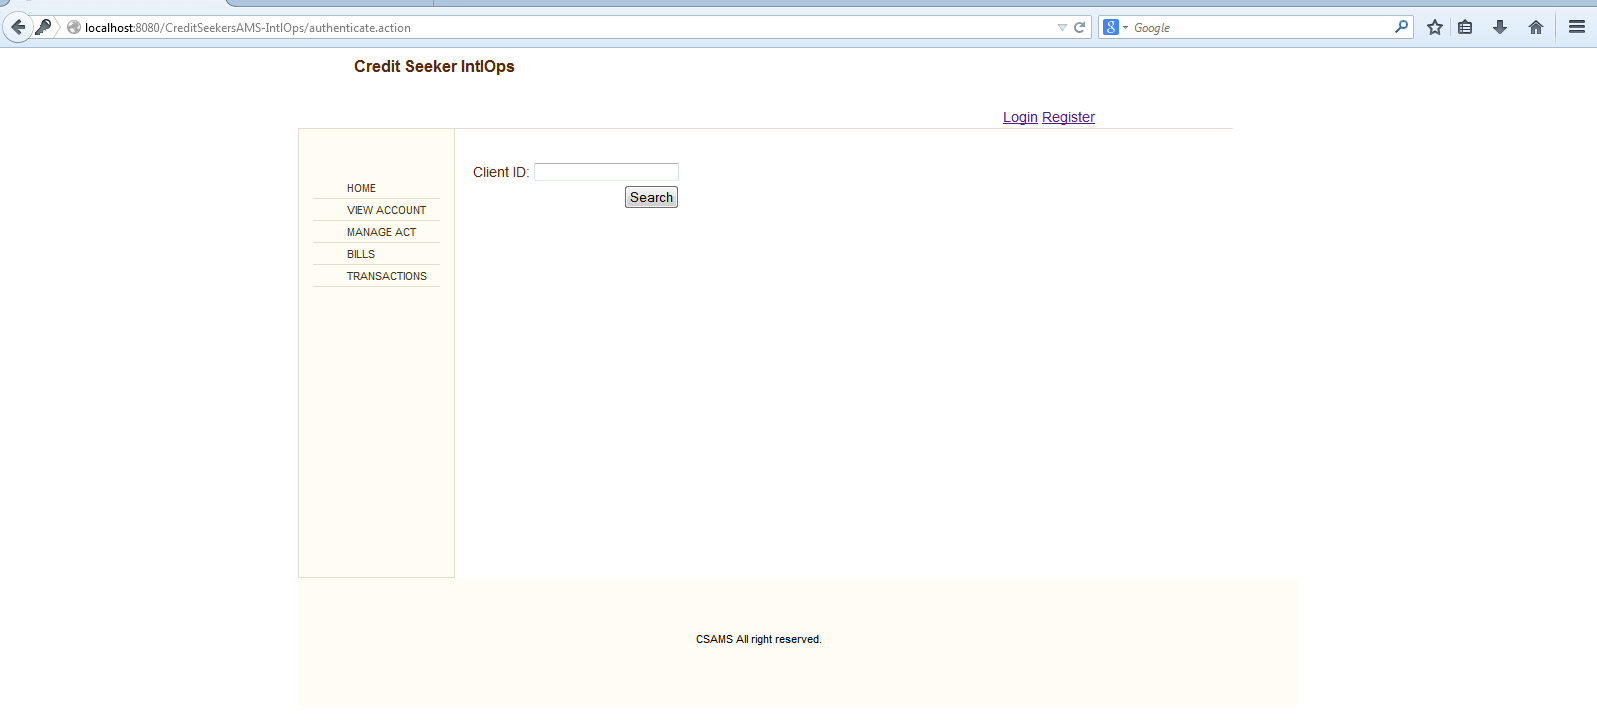 localhost:8080/CreditSeekersAMS-IntlOps/authenticate.action
Google
Credit Seeker IntlOps
Login Register
Client ID:
Search
HOME
VIEW ACCOUNT
MANAGE ACT
BILLS
TRANSACTIONS
CSAMS All right reserved.